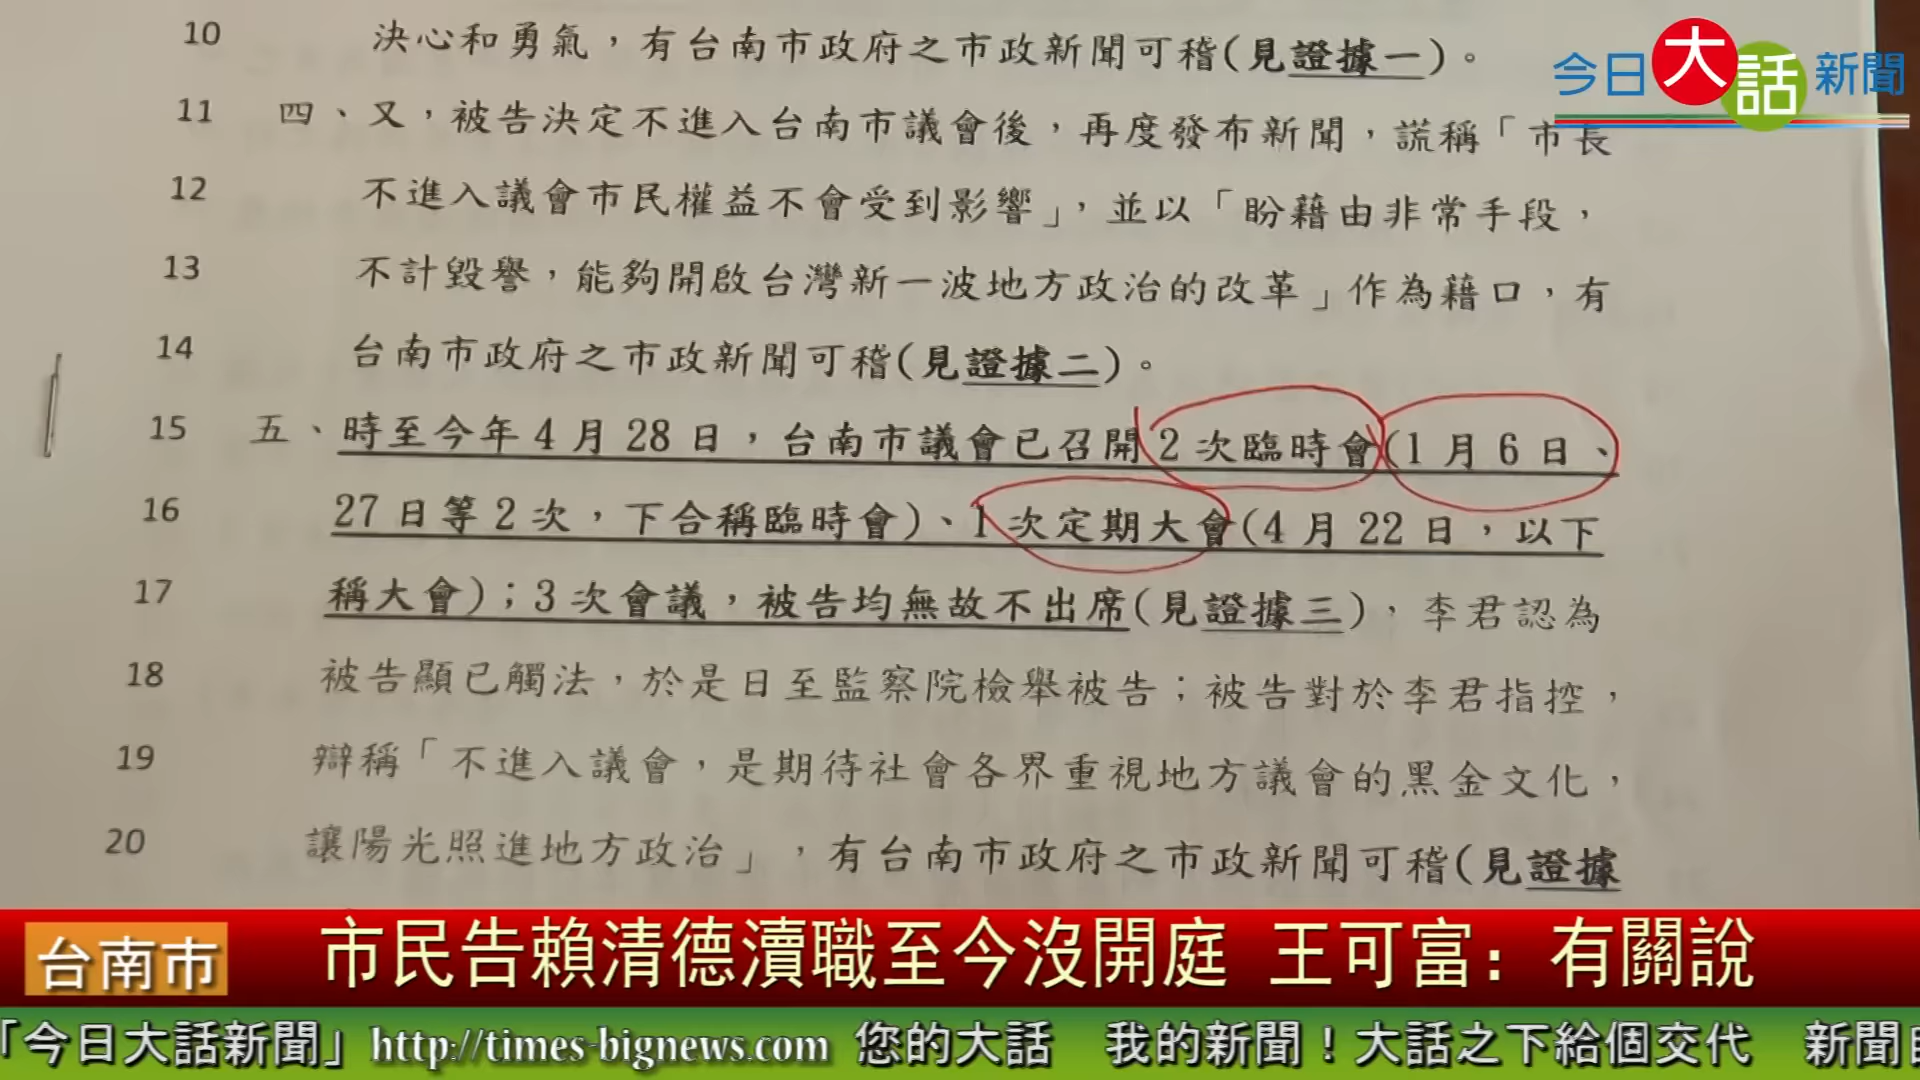 今日大話新聞
10 決心和勇氣，有台南市政府之市政新聞可稽(見證據一)。
11 四、又，被告決定不進入台南市議會後，再度發布新聞，謊稱「市長
12 不進入議會市民權益不會受到影響」，並以「盼藉由非常手段，
13 不計毀譽，能夠開啟台灣新一波地方政治的改革」作為藉口，有
14 台南市政府之市政新聞可稽(見證據二)。
15 五、時至今年4月28日，台南市議會已召開2次臨時會(1月6日、
16 27日等2次，下合稱臨時會)、1次定期大會(4月22日，以下
17 稱大會)；3次會議，被告均無故不出席(見證據三)，李君認為
18 被告顯已觸法，於是日至監察院檢舉被告；被告對於李君指控，
19 辯稱「不進入議會，是期待社會各界重視地方議會的黑金文化，
20 讓陽光照進地方政治」，有台南市政府之市政新聞可稽(見證據
台南市 市民告賴清德瀆職至今沒開庭 王可富：有關說
「今日大話新聞」http://times-bignews.com 您的大話 我的新聞！大話之下給個交代 新聞